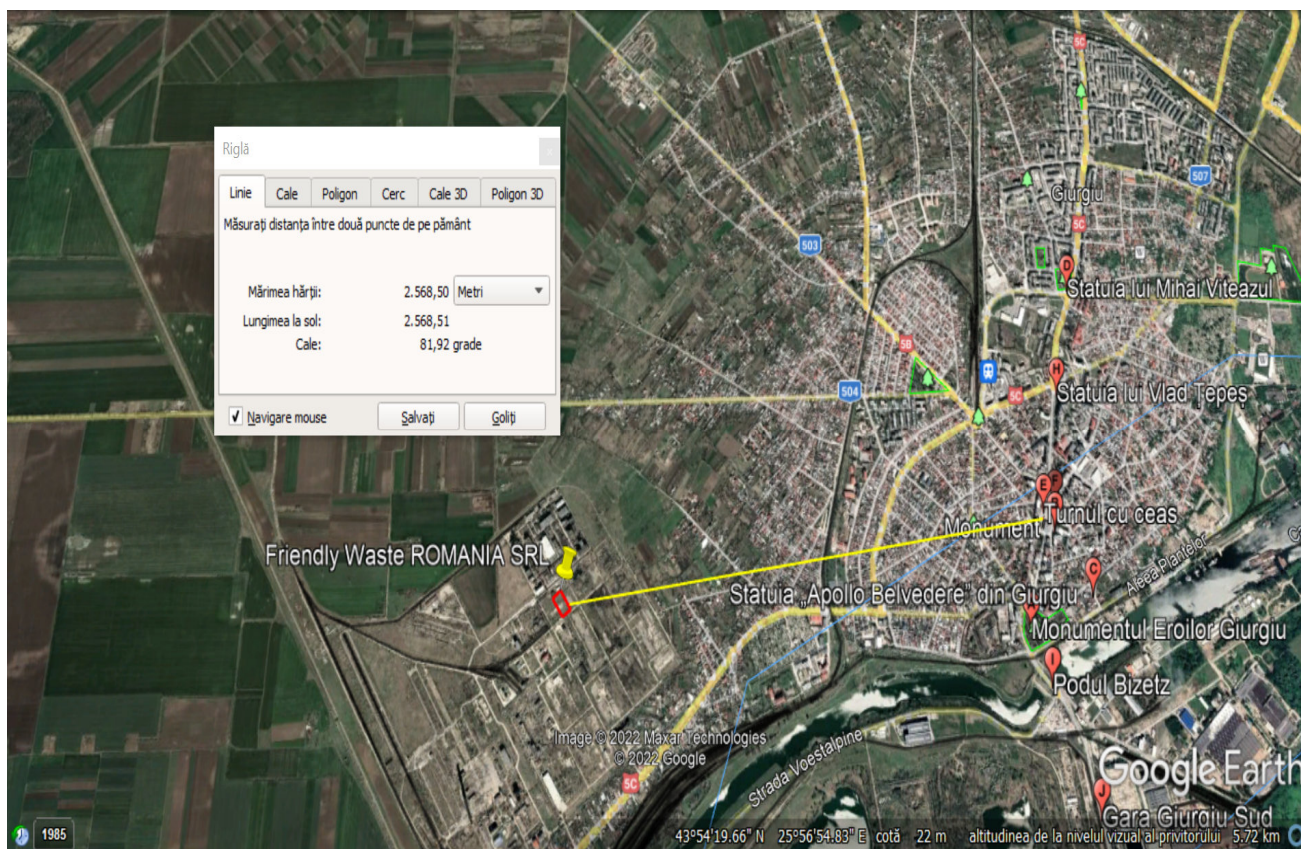 Riglă
Linie
Cale
Poligon
Cerc
Cale 3D
Poligon 3D
Măsurați distanța între două puncte de pe pământ
Mărimea hărții: 2.568,50 Metri
Lungimea la sol: 2.568,51
Cale: 81,92 grade
Navigare mouse
Salvați
Goliți
5C
507
Giurgiu
5C
503
D
Statuia lui Mihai Viteazul
5B
H
504
5C
Statuia lui Vlad Țepeș
E
F
Turnul cu ceas
Monument
Friendly Waste ROMANIA SRL
C
Aleea Plantelor
Statuia „Apollo Belvedere” din Giurgiu
Monumentul Eroilor Giurgiu
I
Podul Bizetz
Image © 2022 Maxar Technologies
© 2022 Google
Strada Voestalpine
5C
Google Earth
J
Gara Giurgiu Sud
1985
43°54'19.66" N 25°56'54.83" E cotă 22 m altitudinea de la nivelul vizual al privitorului 5.72 km